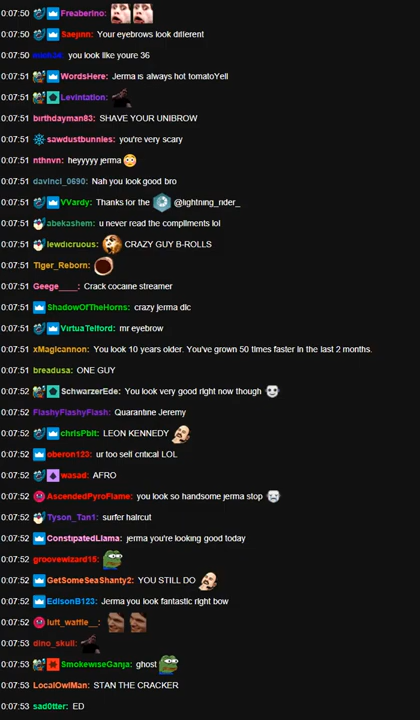 0:07:50 Freaberino:
0:07:50 Saejinn: Your eyebrows look different
0:07:50 you look like youre 36
0:07:51 WordsHere: Jerma is always hot tomatoYell
0:07:51 Levintation:
0:07:51 birthdayman83: SHAVE YOUR UNIBROW
0:07:51 sawdustbunnies: you're very scary
0:07:51 nthnvn: heyyyyy jerma
0:07:51 davinci_0690: Nah you look good bro
0:07:51 VVardy: Thanks for the @lightning_rider_
0:07:51 abekashem: u never read the compliments lol
0:07:51 lewdicruous: CRAZY GUY B-ROLLS
0:07:51 Tiger_Reborn:
0:07:51 Geege____: Crack cocaine streamer
0:07:51 ShadowOfTheHorns: crazy jerma dic
0:07:51 VirtuaTelford: mr eyebrow
0:07:51 xMagicannon: You look 10 years older. You've grown 50 times faster in the last 2 months.
0:07:51 breadusa: ONE GUY
0:07:52 SchwarzerEde: You look very good right now though
0:07:52 FlashyFlashyFlash: Quarantine Jeremy
0:07:52 chrisPbit: LEON KENNEDY
0:07:52 oberon123: ur too self critical LOL
0:07:52 wasad: AFRO
0:07:52 AscendedPyroFlame: you look so handsome jerma stop
0:07:52 Tyson_Tan1: surfer haircut
0:07:52 ConstipatedLlama: jerma you're looking good today
0:07:52 groovewizard15:
0:07:52 GetSomeSeaShanty2: YOU STILL DO
0:07:52 EdisonB123: Jerma you look fantastic right bow
0:07:52 luft_waffle__:
0:07:53 dino_skull:
0:07:53 SmokewiseGanja: ghost
0:07:53 LocalOwlMan: STAN THE CRACKER
0:07:53 sad0tter: ED